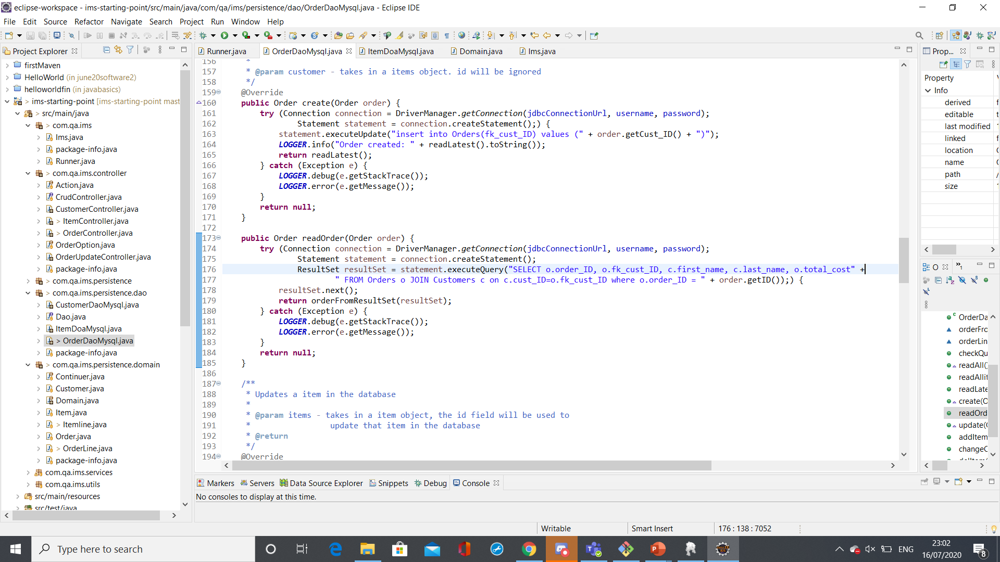 eclipse-workspace - ims-starting-point/src/main/java/com/qa/ims/persistence/dao/OrderDaoMysql.java - Eclipse IDE
File Edit Source Refactor Navigate Search Project Run Window Help
Project Explorer
firstMaven
HelloWorld (in june20software2)
helloworldfin (in javabasics)
> ims-starting-point [ims-starting-point mast
> src/main/java
> com.qa.ims
Ims.java
package-info.java
Runner.java
> com.qa.ims.controller
Action.java
CrudController.java
CustomerController.java
> ItemController.java
> OrderController.java
OrderOption.java
OrderUpdateController.java
package-info.java
> com.qa.ims.persistence
> com.qa.ims.persistence.dao
CustomerDaoMysql.java
Dao.java
ItemDoaMysql.java
> OrderDaoMysql.java
package-info.java
> com.qa.ims.persistence.domain
Continuer.java
Customer.java
Domain.java
Item.java
> Itemline.java
Order.java
> OrderLine.java
package-info.java
com.qa.ims.services
com.qa.ims.utils
src/main/resources
src/test/java
Runner.java OrderDaoMysql.java ItemDoaMysql.java Domain.java Ims.java
156 *
157 * @param customer - takes in a items object. id will be ignored
158 */
159 @Override
160 public Order create(Order order) {
161 try (Connection connection = DriverManager.getConnection(jdbcConnectionUrl, username, password);
162 Statement statement = connection.createStatement();) {
163 statement.executeUpdate("insert into Orders(fk_cust_ID) values (" + order.getCust_ID() + ")");
164 LOGGER.info("Order created: " + readLatest().toString());
165 return readLatest();
166 } catch (Exception e) {
167 LOGGER.debug(e.getStackTrace());
168 LOGGER.error(e.getMessage());
169 }
170 return null;
171 }
172
173 public Order readOrder(Order order) {
174 try (Connection connection = DriverManager.getConnection(jdbcConnectionUrl, username, password);
175 Statement statement = connection.createStatement();
176 ResultSet resultSet = statement.executeQuery("SELECT o.order_ID, o.fk_cust_ID, c.first_name, c.last_name, o.total_cost" +
177 " FROM Orders o JOIN Customers c on c.cust_ID=o.fk_cust_ID where o.order_ID = " + order.getID());) {
178 resultSet.next();
179 return orderFromResultSet(resultSet);
180 } catch (Exception e) {
181 LOGGER.debug(e.getStackTrace());
182 LOGGER.error(e.getMessage());
183 }
184 return null;
185 }
186
187 /**
188 * Updates a item in the database
189 *
190 * @param items - takes in a item object, the id field will be used to
191 * update that item in the database
192 * @return
193 */
194 @Override
Prop...
Property
Info
derived
editable
last modified
linked
location
name
path
size
O
OrderDa
orderFro
orderLin
checkQu
readAll()
readAllit
readLate
create(O
readOrd
update(
addItem
changeC
Markers Servers Data Source Explorer Snippets Debug Console
No consoles to display at this time.
Writable Smart Insert 176 : 138 : 7052
Type here to search
ENG
23:02
16/07/2020
8